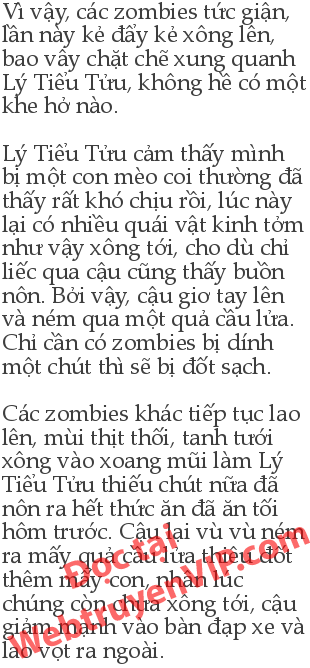 Vì vậy, các zombies tức giận,
lần này kẻ đẩy kẻ xông lên,
bao vây chặt chẽ xung quanh
Lý Tiểu Tửu, không hề có một
khe hở nào.
Lý Tiểu Tửu cảm thấy mình
bị một con mèo coi thường đã
thấy rất khó chịu rồi, lúc này
lại có nhiều quái vật kinh tởm
như vậy xông tới, cho dù chỉ
liếc qua cậu cũng thấy buồn
nôn. Bởi vậy, cậu giơ tay lên
và ném qua một quả cầu lửa.
Chỉ cần có zombies bị dính
một chút thì sẽ bị đốt sạch.
Các zombies khác tiếp tục lao
lên, mùi thịt thối, tanh tưới
xông vào xoang mũi làm Lý
Tiểu Tửu thiếu chút nữa đã
nôn ra hết thức ăn đã ăn tối
hôm trước. Cậu lại vù vù ném
ra mấy quả cầu lửa thiêu đốt
thêm mấy con, nhân lúc
chúng còn chưa xông tới, cậu
giẫm mạnh vào bàn đạp xe và
lao vọt ra ngoài.
Đọc tại
WebtruyenVIP.com